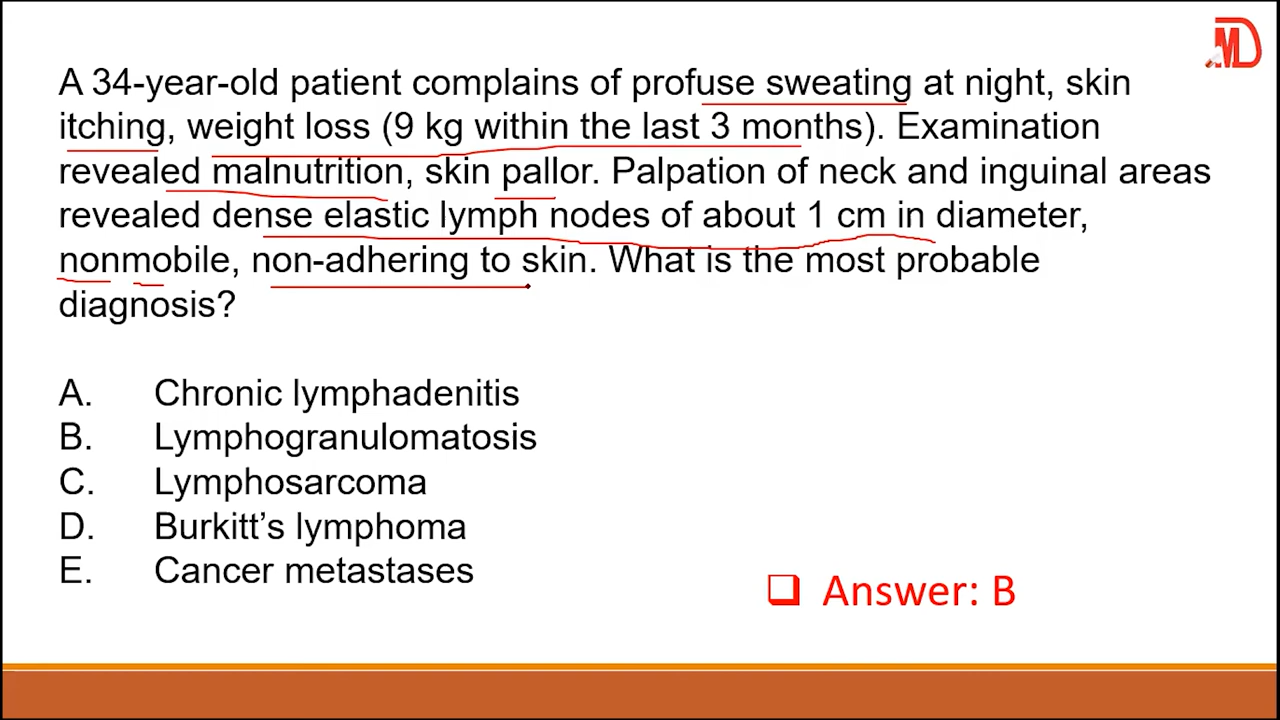 MD
A 34-year-old patient complains of profuse sweating at night, skin
itching, weight loss (9 kg within the last 3 months). Examination
revealed malnutrition, skin pallor. Palpation of neck and inguinal areas
revealed dense elastic lymph nodes of about 1 cm in diameter,
nonmobile, non-adhering to skin. What is the most probable
diagnosis?
A. Chronic lymphadenitis
B. Lymphogranulomatosis
C. Lymphosarcoma
D. Burkitt’s lymphoma
E. Cancer metastases
Answer: B